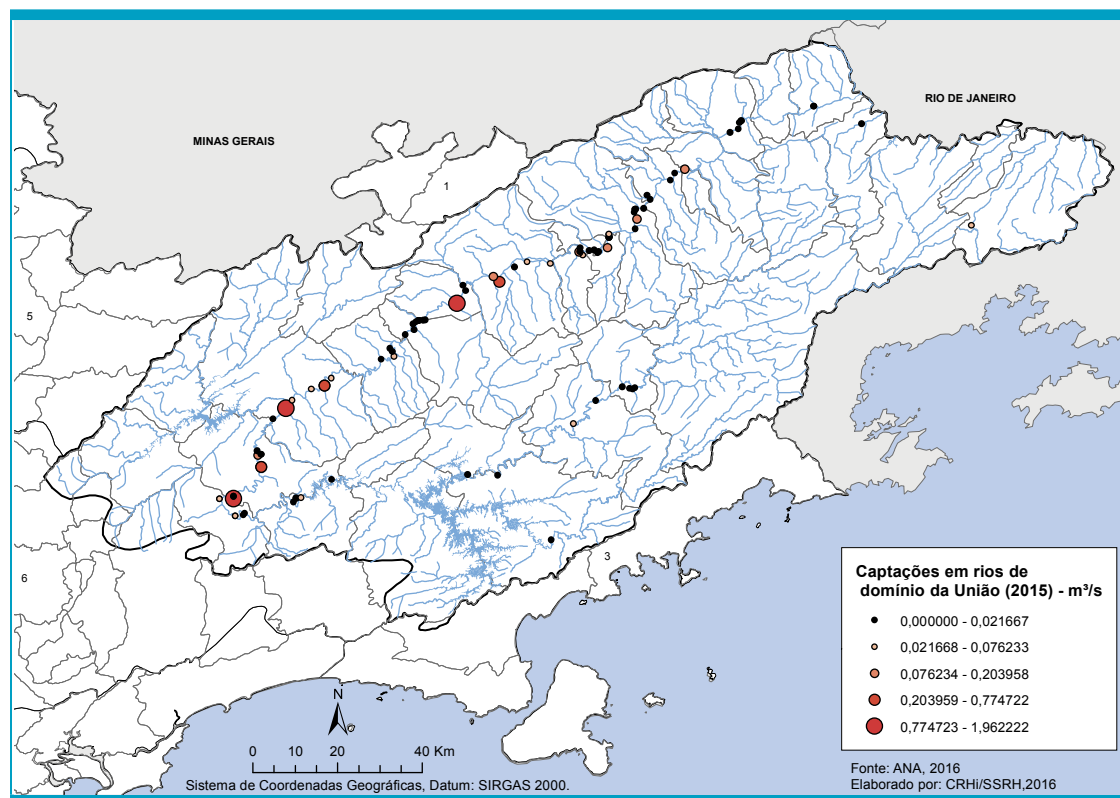 RIO DE JANEIRO
MINAS GERAIS
1
5
3
6
Captações em rios de
domínio da União (2015) - m³/s
0,000000 - 0,021667
0,021668 - 0,076233
0,076234 - 0,203958
0,203959 - 0,774722
0,774723 - 1,962222
N
0 10 20 40 Km
Sistema de Coordenadas Geográficas, Datum: SIRGAS 2000.
Fonte: ANA, 2016
Elaborado por: CRHi/SSRH,2016